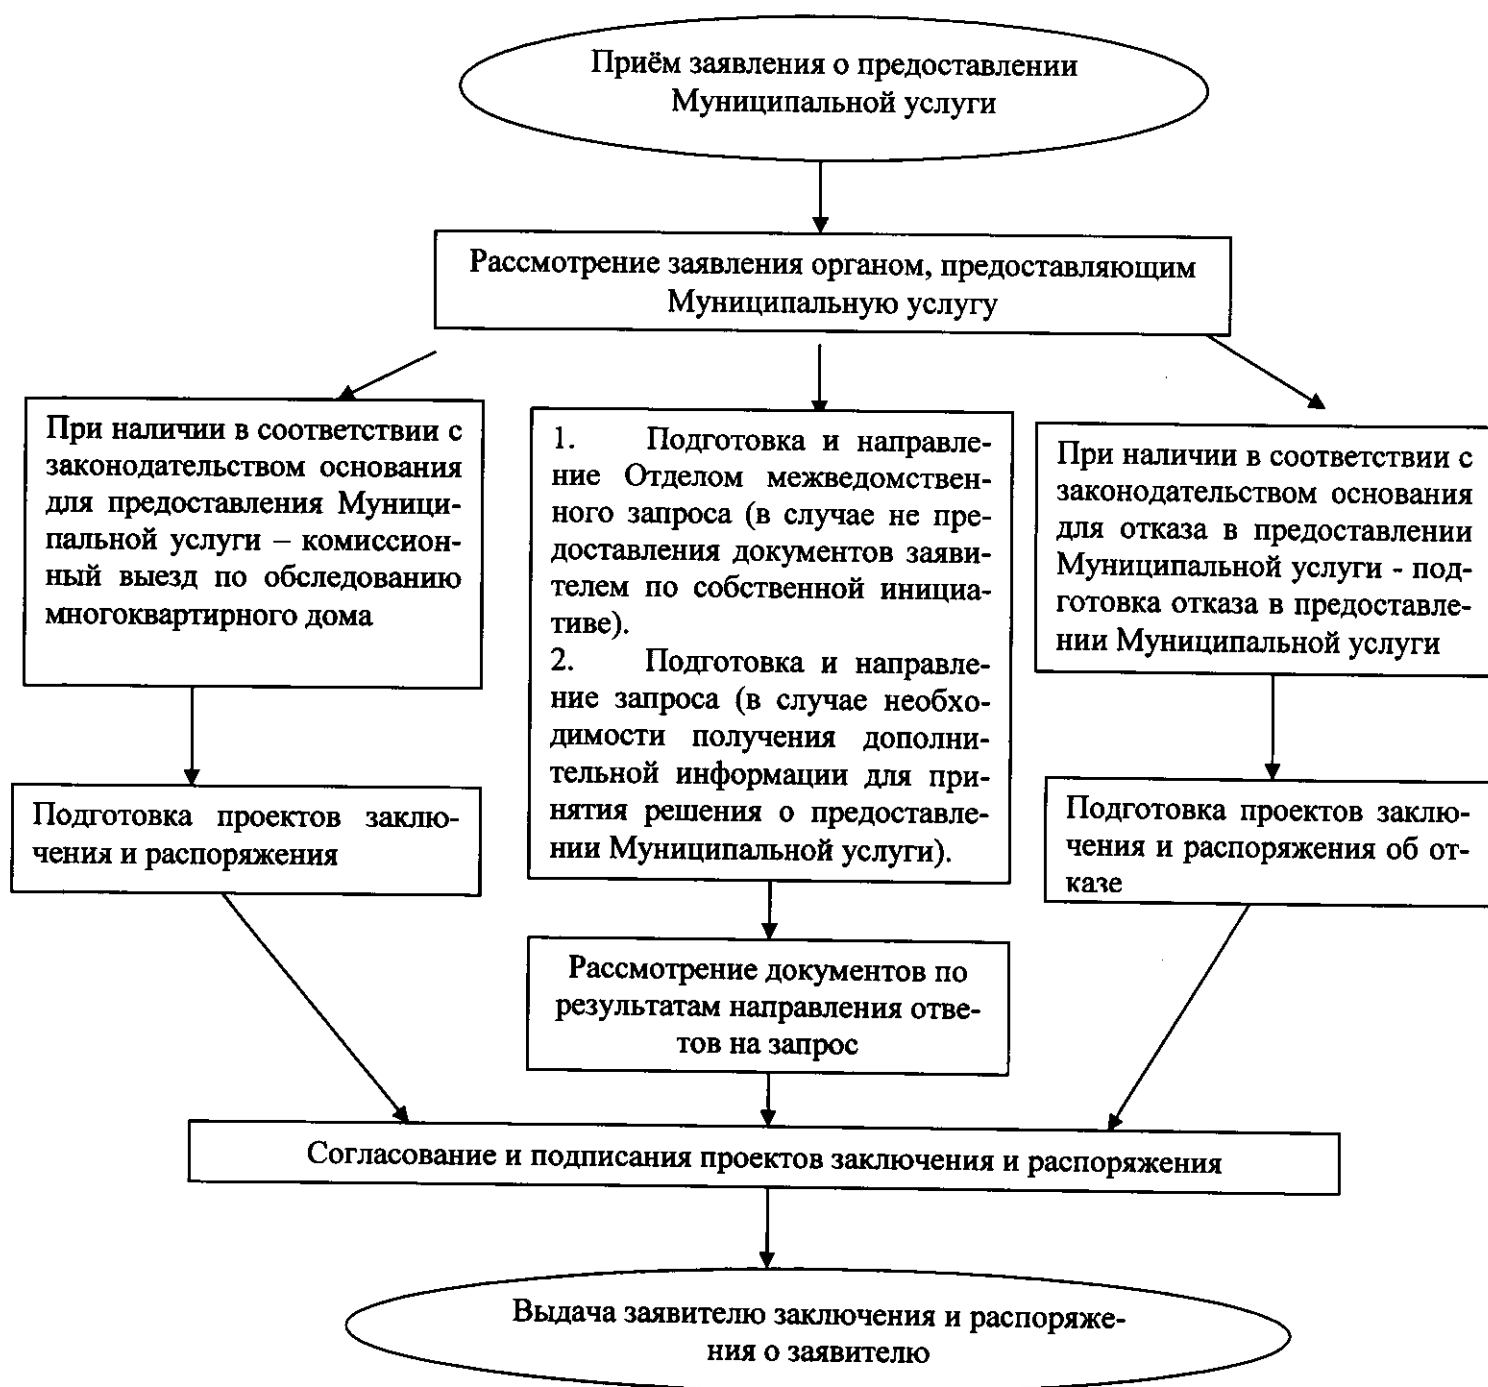 Приём заявления о предоставлении
Муниципальной услуги
Рассмотрение заявления органом, предоставляющим
Муниципальную услугу
При наличии в соответствии с
законодательством основания
для предоставления Муници-
пальной услуги – комиссион-
ный выезд по обследованию
многоквартирного дома
1. Подготовка и направле-
ние Отделом межведомствен-
ного запроса (в случае не пре-
доставления документов заяви-
телем по собственной инициа-
тиве).
2. Подготовка и направле-
ние запроса (в случае необхо-
димости получения дополни-
тельной информации для при-
нятия решения о предоставле-
нии Муниципальной услуги).
При наличии в соответствии с
законодательством основания
для отказа в предоставлении
Муниципальной услуги - под-
готовка отказа в предоставле-
нии Муниципальной услуги
Подготовка проектов заклю-
чения и распоряжения
Подготовка проектов заклю-
чения и распоряжения об от-
казе
Рассмотрение документов по
результатам направления отве-
тов на запрос
Согласование и подписания проектов заключения и распоряжения
Выдача заявителю заключения и распоряже-
ния о заявителю